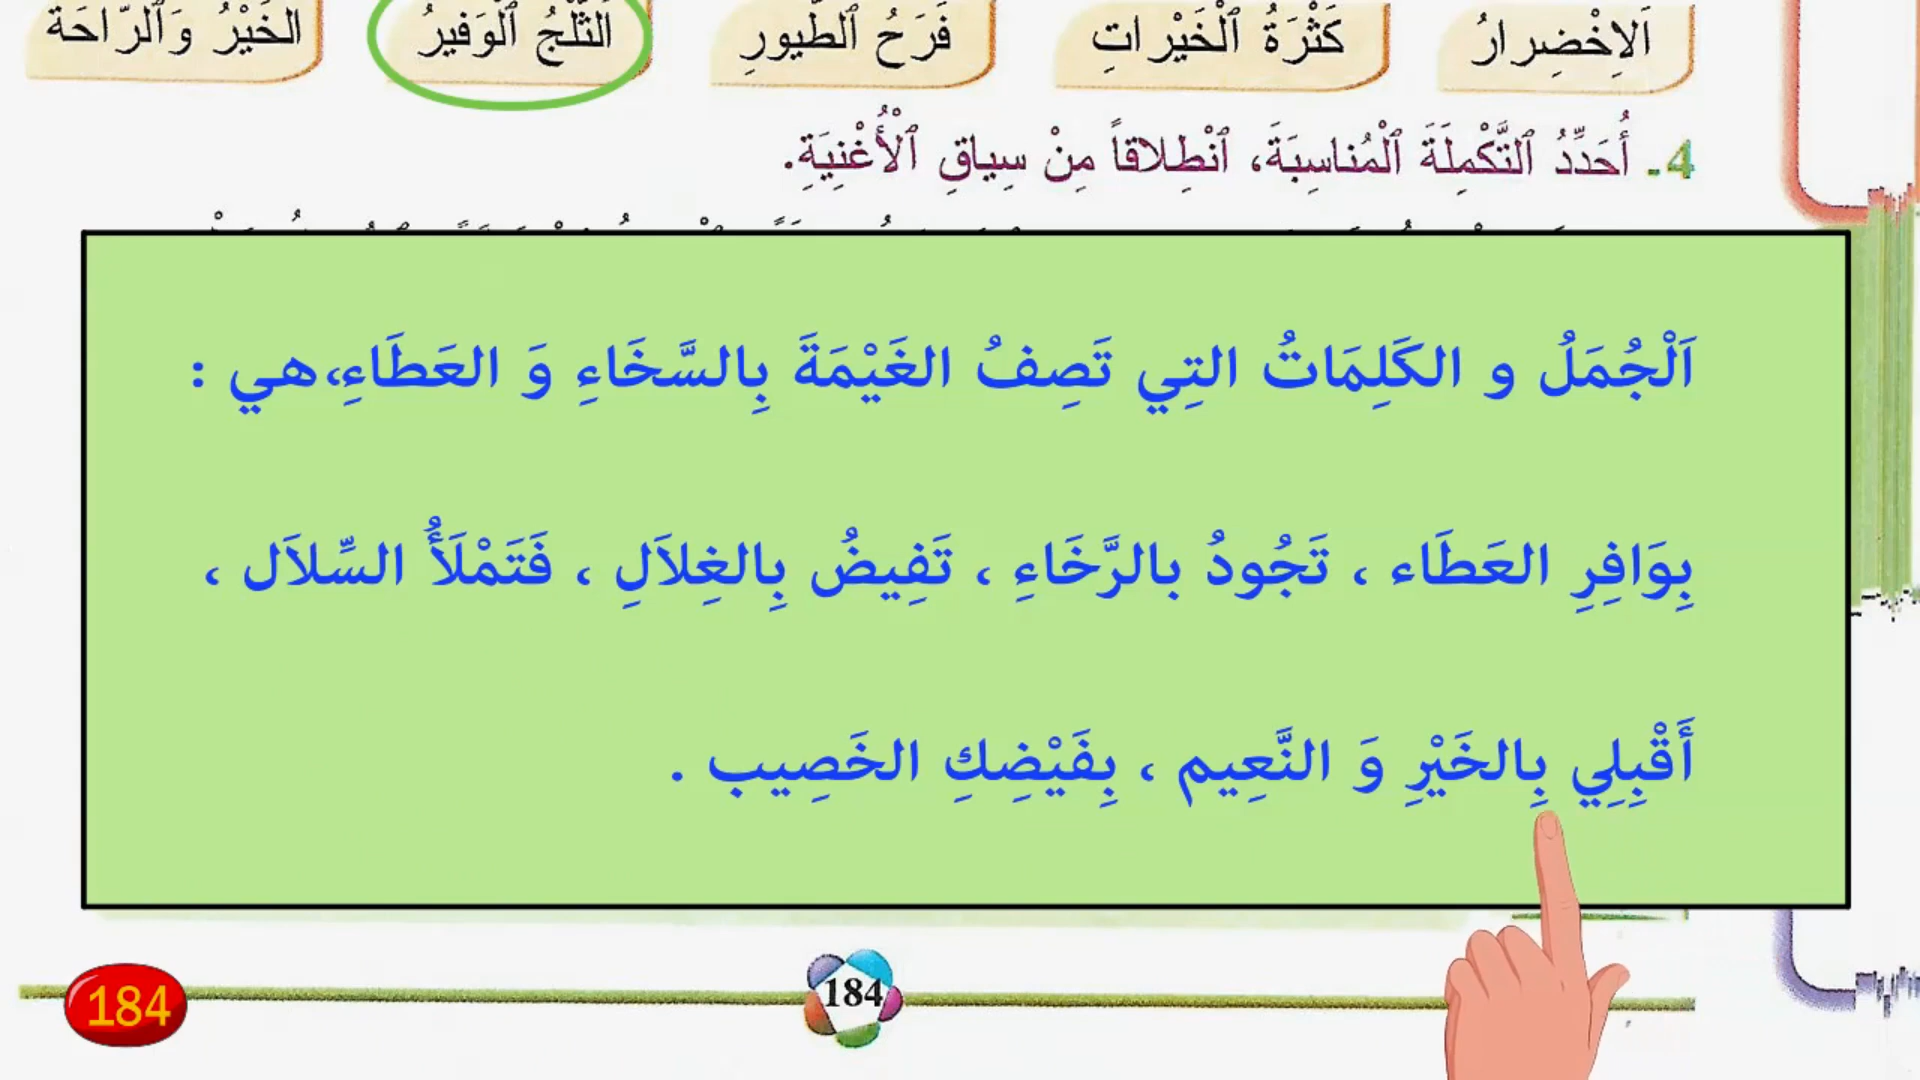 اَلاِخْضِرارُ كَثْرَةُ ٱلْخَيْراتِ فَرَحُ ٱلطُّيورِ اَلثَّلْجُ ٱلْوَفيرُ الخَيْرُ وَٱلرّاحَةُ
4- أُحَدِّدُ ٱلتَّكْمِلَةَ ٱلْمُناسِبَةَ، ٱنْطِلاقاً مِنْ سِياقِ ٱلْأُغْنِيَةِ.
اَلْجُمَلُ و الكَلِمَاتُ التِي تَصِفُ الغَيْمَةَ بِالسَّخَاءِ وَ العَطَاءِ،هي :
بِوَافِرِ العَطَاء ، تَجُودُ بالرَّخَاءِ ، تَفِيضُ بِالغِلاَلِ ، فَتَمْلَأُ السِّلاَل ،
أَقْبِلِي بِالخَيْرِ وَ النَّعِيم ، بِفَيْضِكِ الخَصِيب .
184
184